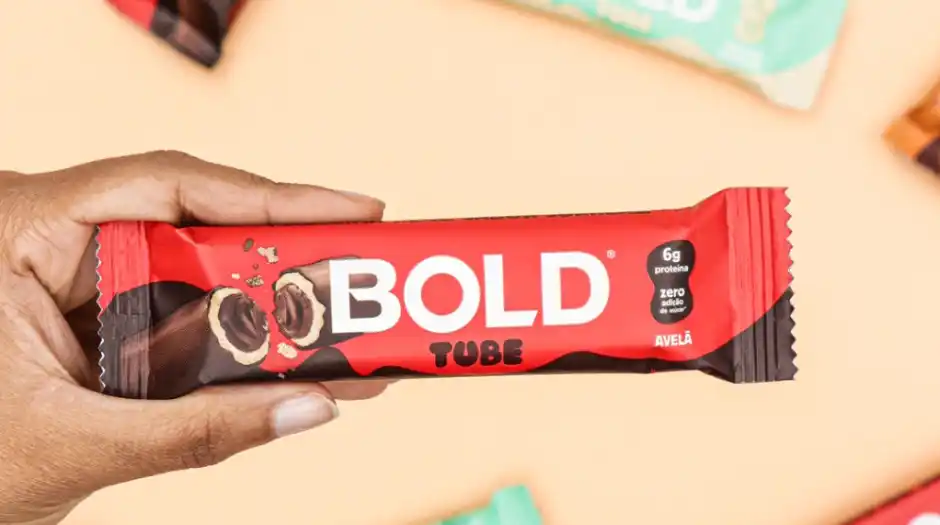 BOLD®
TUBE
6g
proteína
zero
adição
de açúcar
AVELÃ